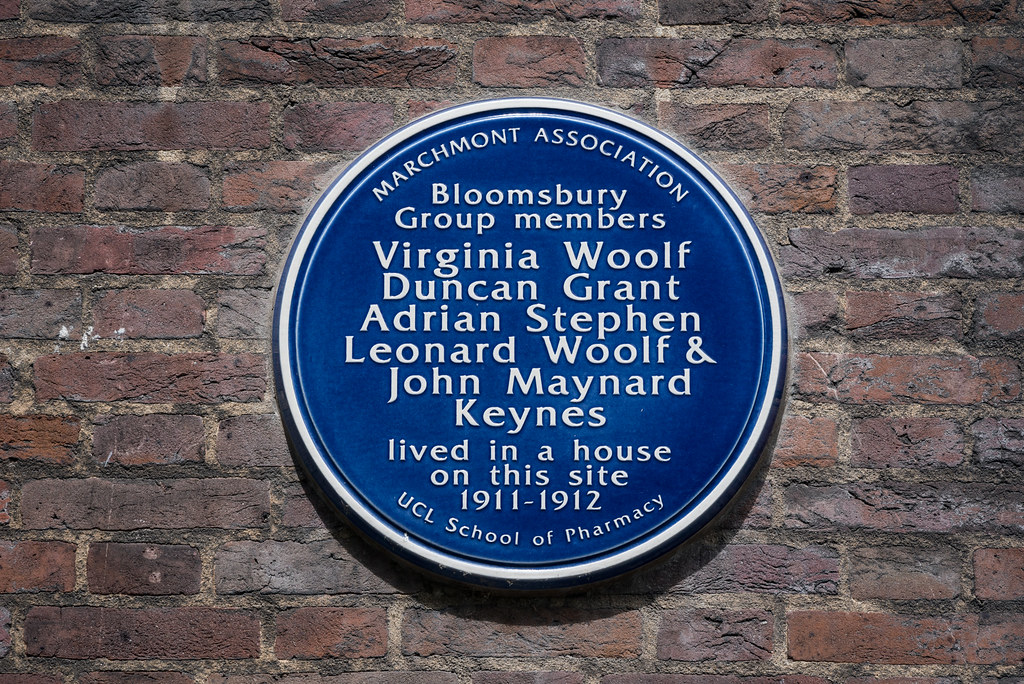 MARCHMONT ASSOCIATION
Bloomsbury
Group members
Virginia Woolf
Duncan Grant
Adrian Stephen
Leonard Woolf &
John Maynard
Keynes
lived in a house
on this site
1911-1912
UCL School of Pharmacy